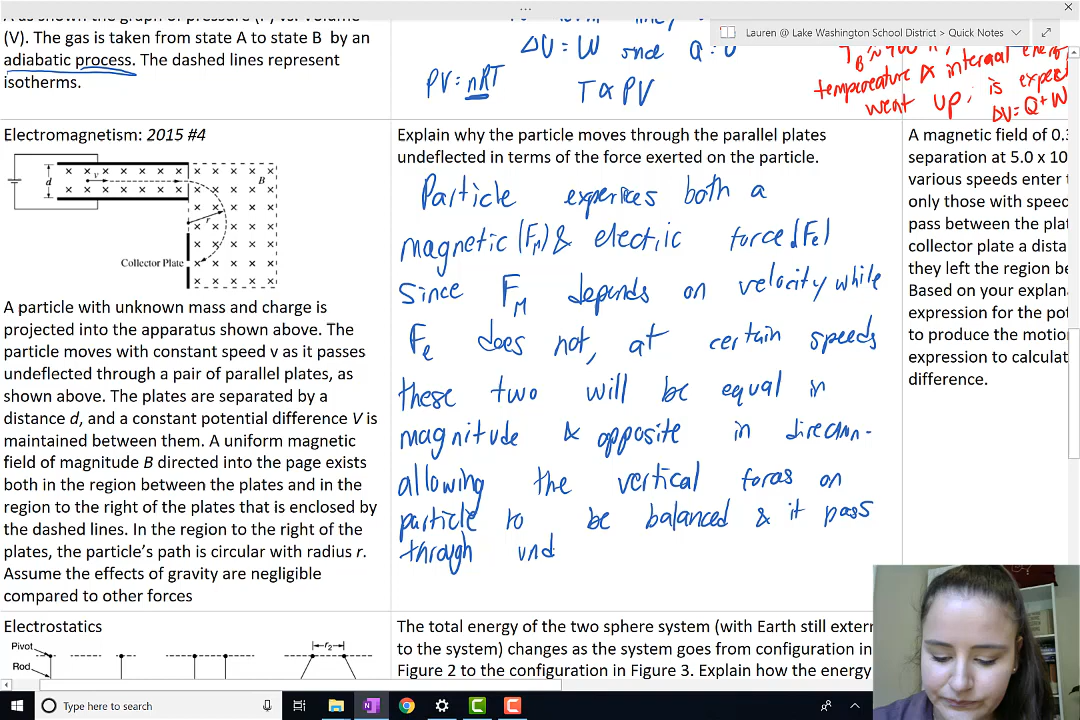 A as shown the graph of pressure (P) vs. volume
(V). The gas is taken from state A to state B by an
adiabatic process. The dashed lines represent
isotherms.
ΔU = W since Q = 0
PV = nRT
T ∝ PV
Lauren @ Lake Washington School District > Quick Notes
temperature ∝ internal energy
went up, is expec
ΔU = Q + W
Electromagnetism: 2015 #4
v
B
d
r
Collector Plate
A particle with unknown mass and charge is
projected into the apparatus shown above. The
particle moves with constant speed v as it passes
undeflected through a pair of parallel plates, as
shown above. The plates are separated by a
distance d, and a constant potential difference V is
maintained between them. A uniform magnetic
field of magnitude B directed into the page exists
both in the region between the plates and in the
region to the right of the plates that is enclosed by
the dashed lines. In the region to the right of the
plates, the particle's path is circular with radius r.
Assume the effects of gravity are negligible
compared to other forces
Explain why the particle moves through the parallel plates
undeflected in terms of the force exerted on the particle.
Particle experices both a
magnetic (FM) & electric force (Fe)
Since FM depends on velocity while
Fe does not, at certain speeds
these two will be equal in
magnitude & opposite in direction-
allowing the vertical forces on
particle to be balanced & it pass
through und
A magnetic field of 0.
separation at 5.0 x 10
various speeds enter
only those with speed
pass between the pla
collector plate a dista
they left the region be
Based on your explan
expression for the po
to produce the motio
expression to calculat
difference.
Electrostatics
Pivot
Rod
r₂
The total energy of the two sphere system (with Earth still exter
to the system) changes as the system goes from configuration in
Figure 2 to the configuration in Figure 3. Explain how the energy
Type here to search